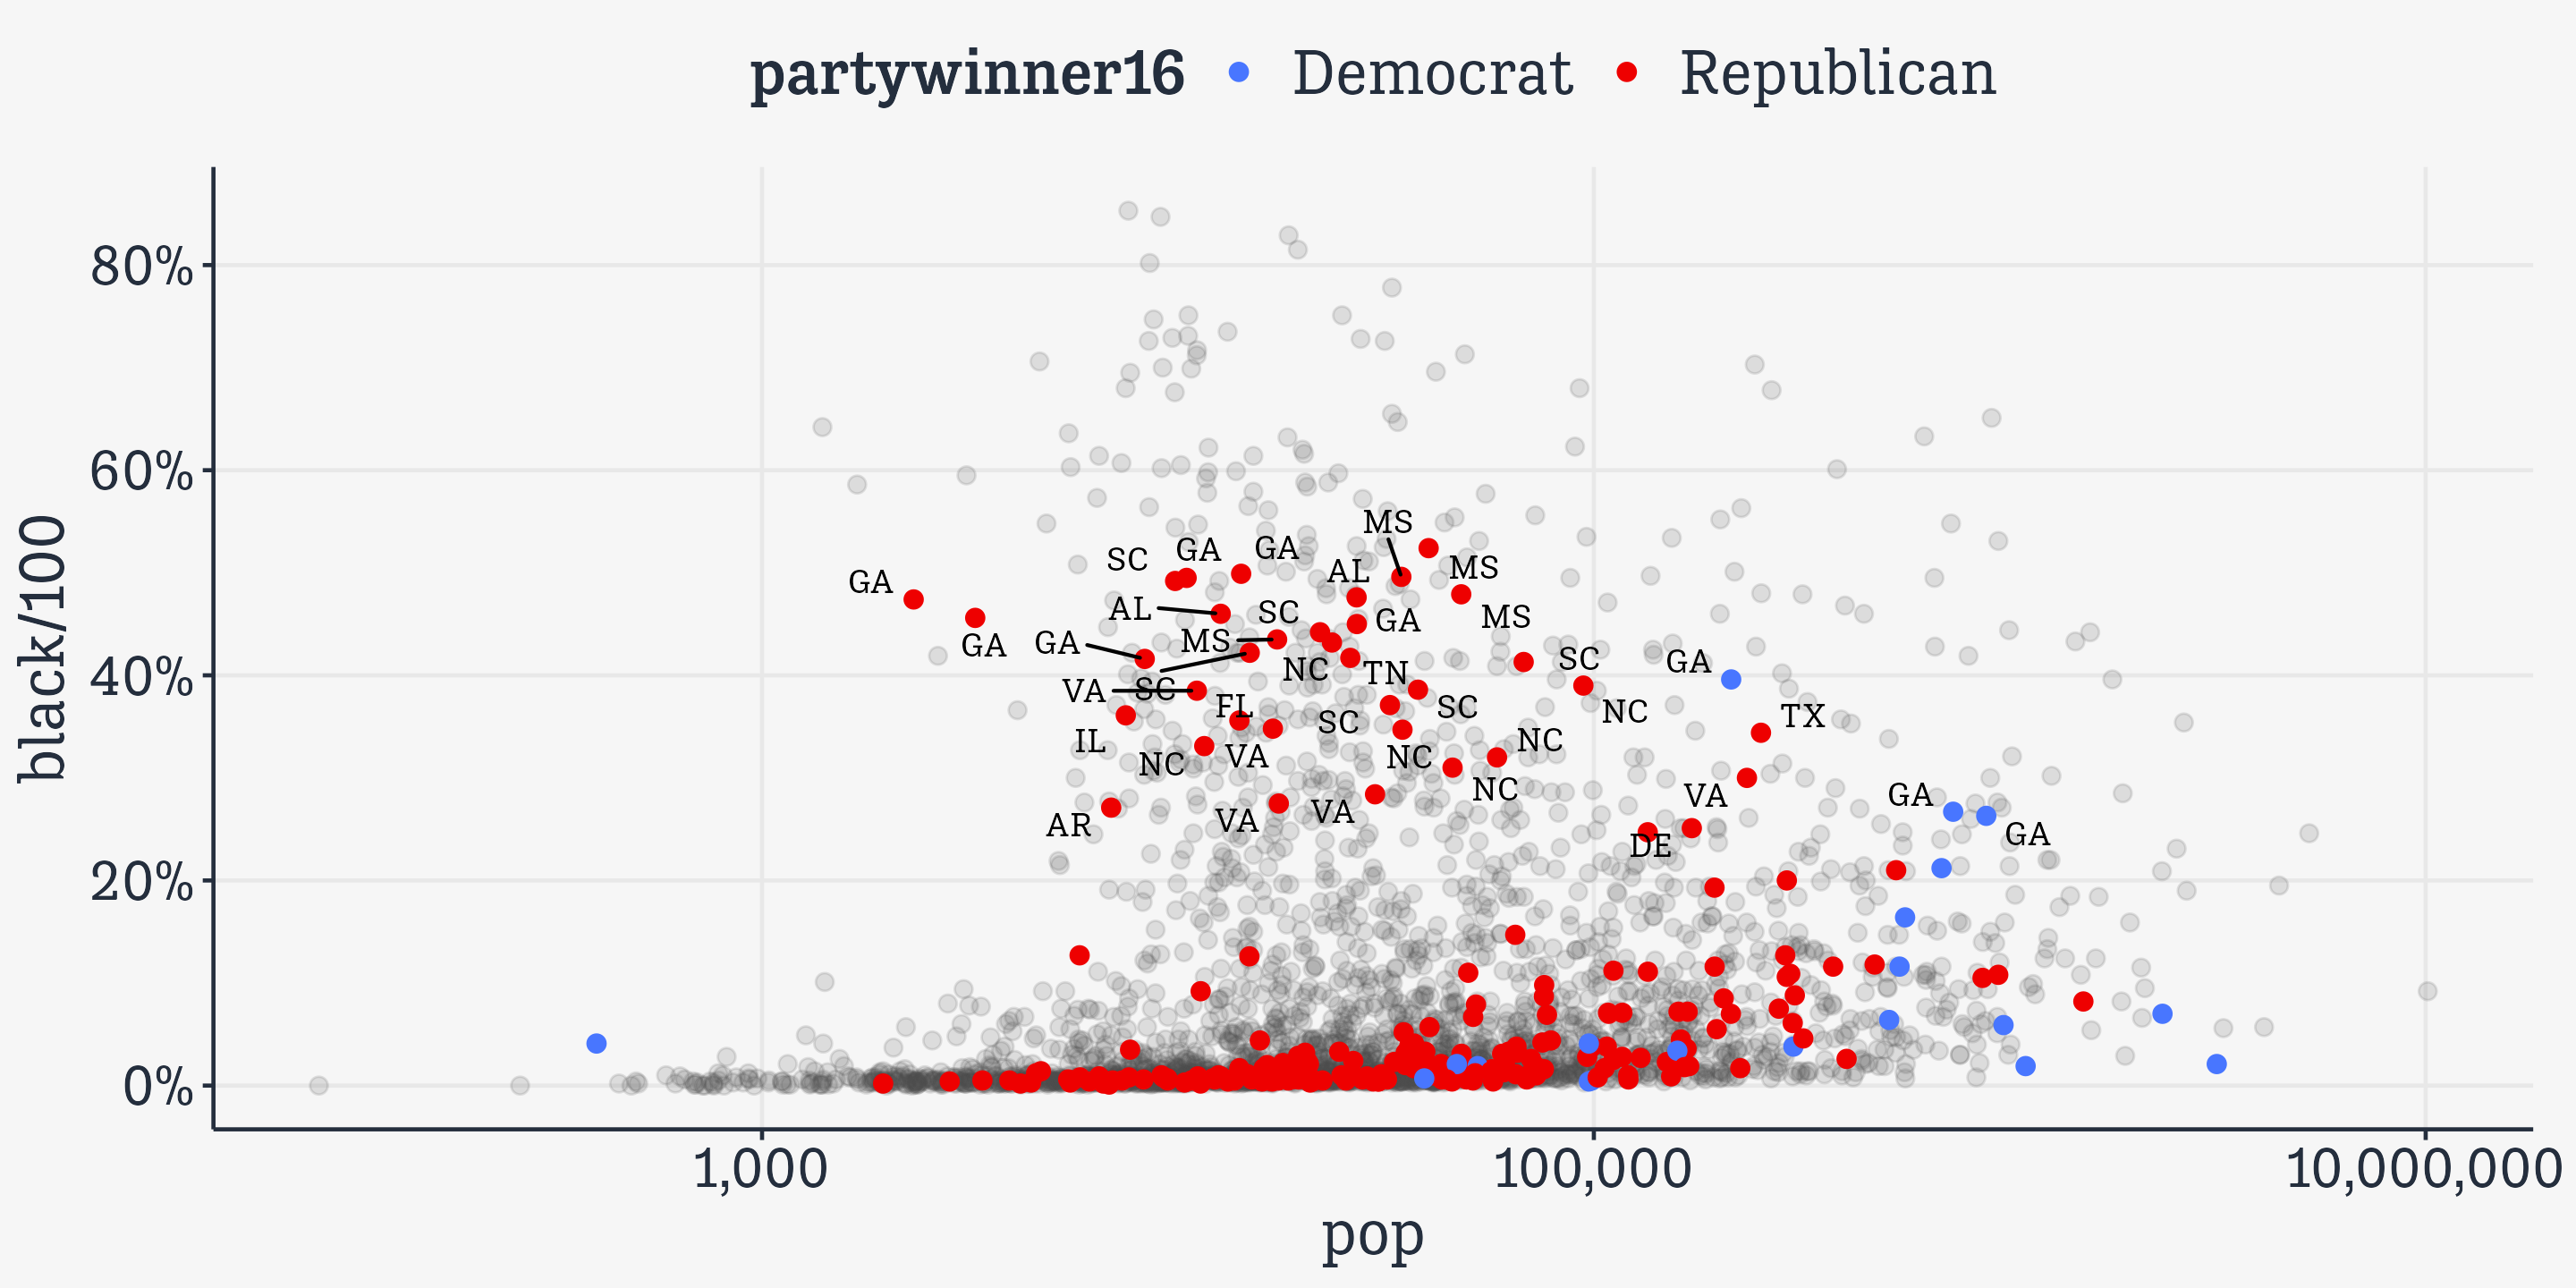 partywinner16 Democrat Republican
black/100
80%
60%
40%
20%
0%
MS
SC GA GA
GA AL MS
AL SC GA MS
GA GA MS
NC TN SC GA
VA SC
FL SC SC NC TX
IL NC VA NC NC
NC VA GA
AR VA VA GA
DE
1,000 100,000 10,000,000
pop